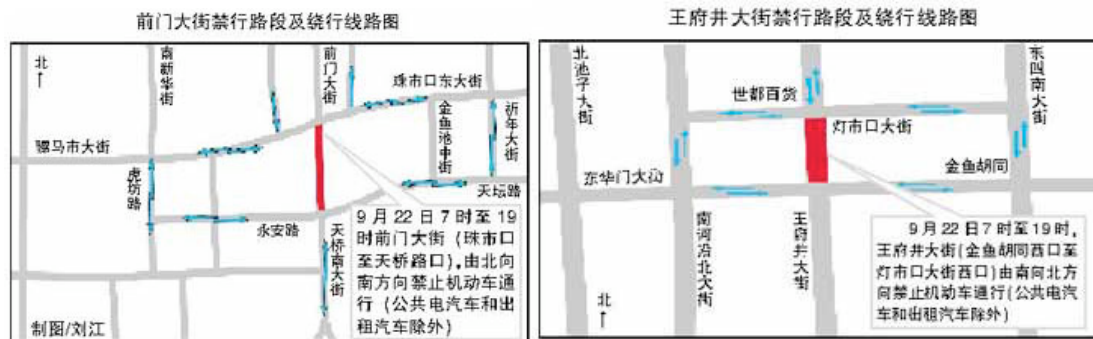 前门大街禁行路段及绕行线路图
北
南新华街
前门大街
珠市口东大街
金鱼池中街
祈年大街
骡马市大街
虎坊路
天坛路
永安路
天桥南大街
9月22日7时至19
时前门大街（珠市口
至天桥路口），由北向
南方向禁止机动车通
行（公共电汽车和出
租汽车除外）
制图/刘江
王府井大街禁行路段及绕行线路图
北池子大街
世都百货
东四南大街
灯市口大街
金鱼胡同
东华门大街
南河沿北大街
王府井大街
9月22日7时至19时，
王府井大街（金鱼胡同西口至
灯市口大街西口）由南向北方
向禁止机动车通行（公共电汽
车和出租汽车除外）
北